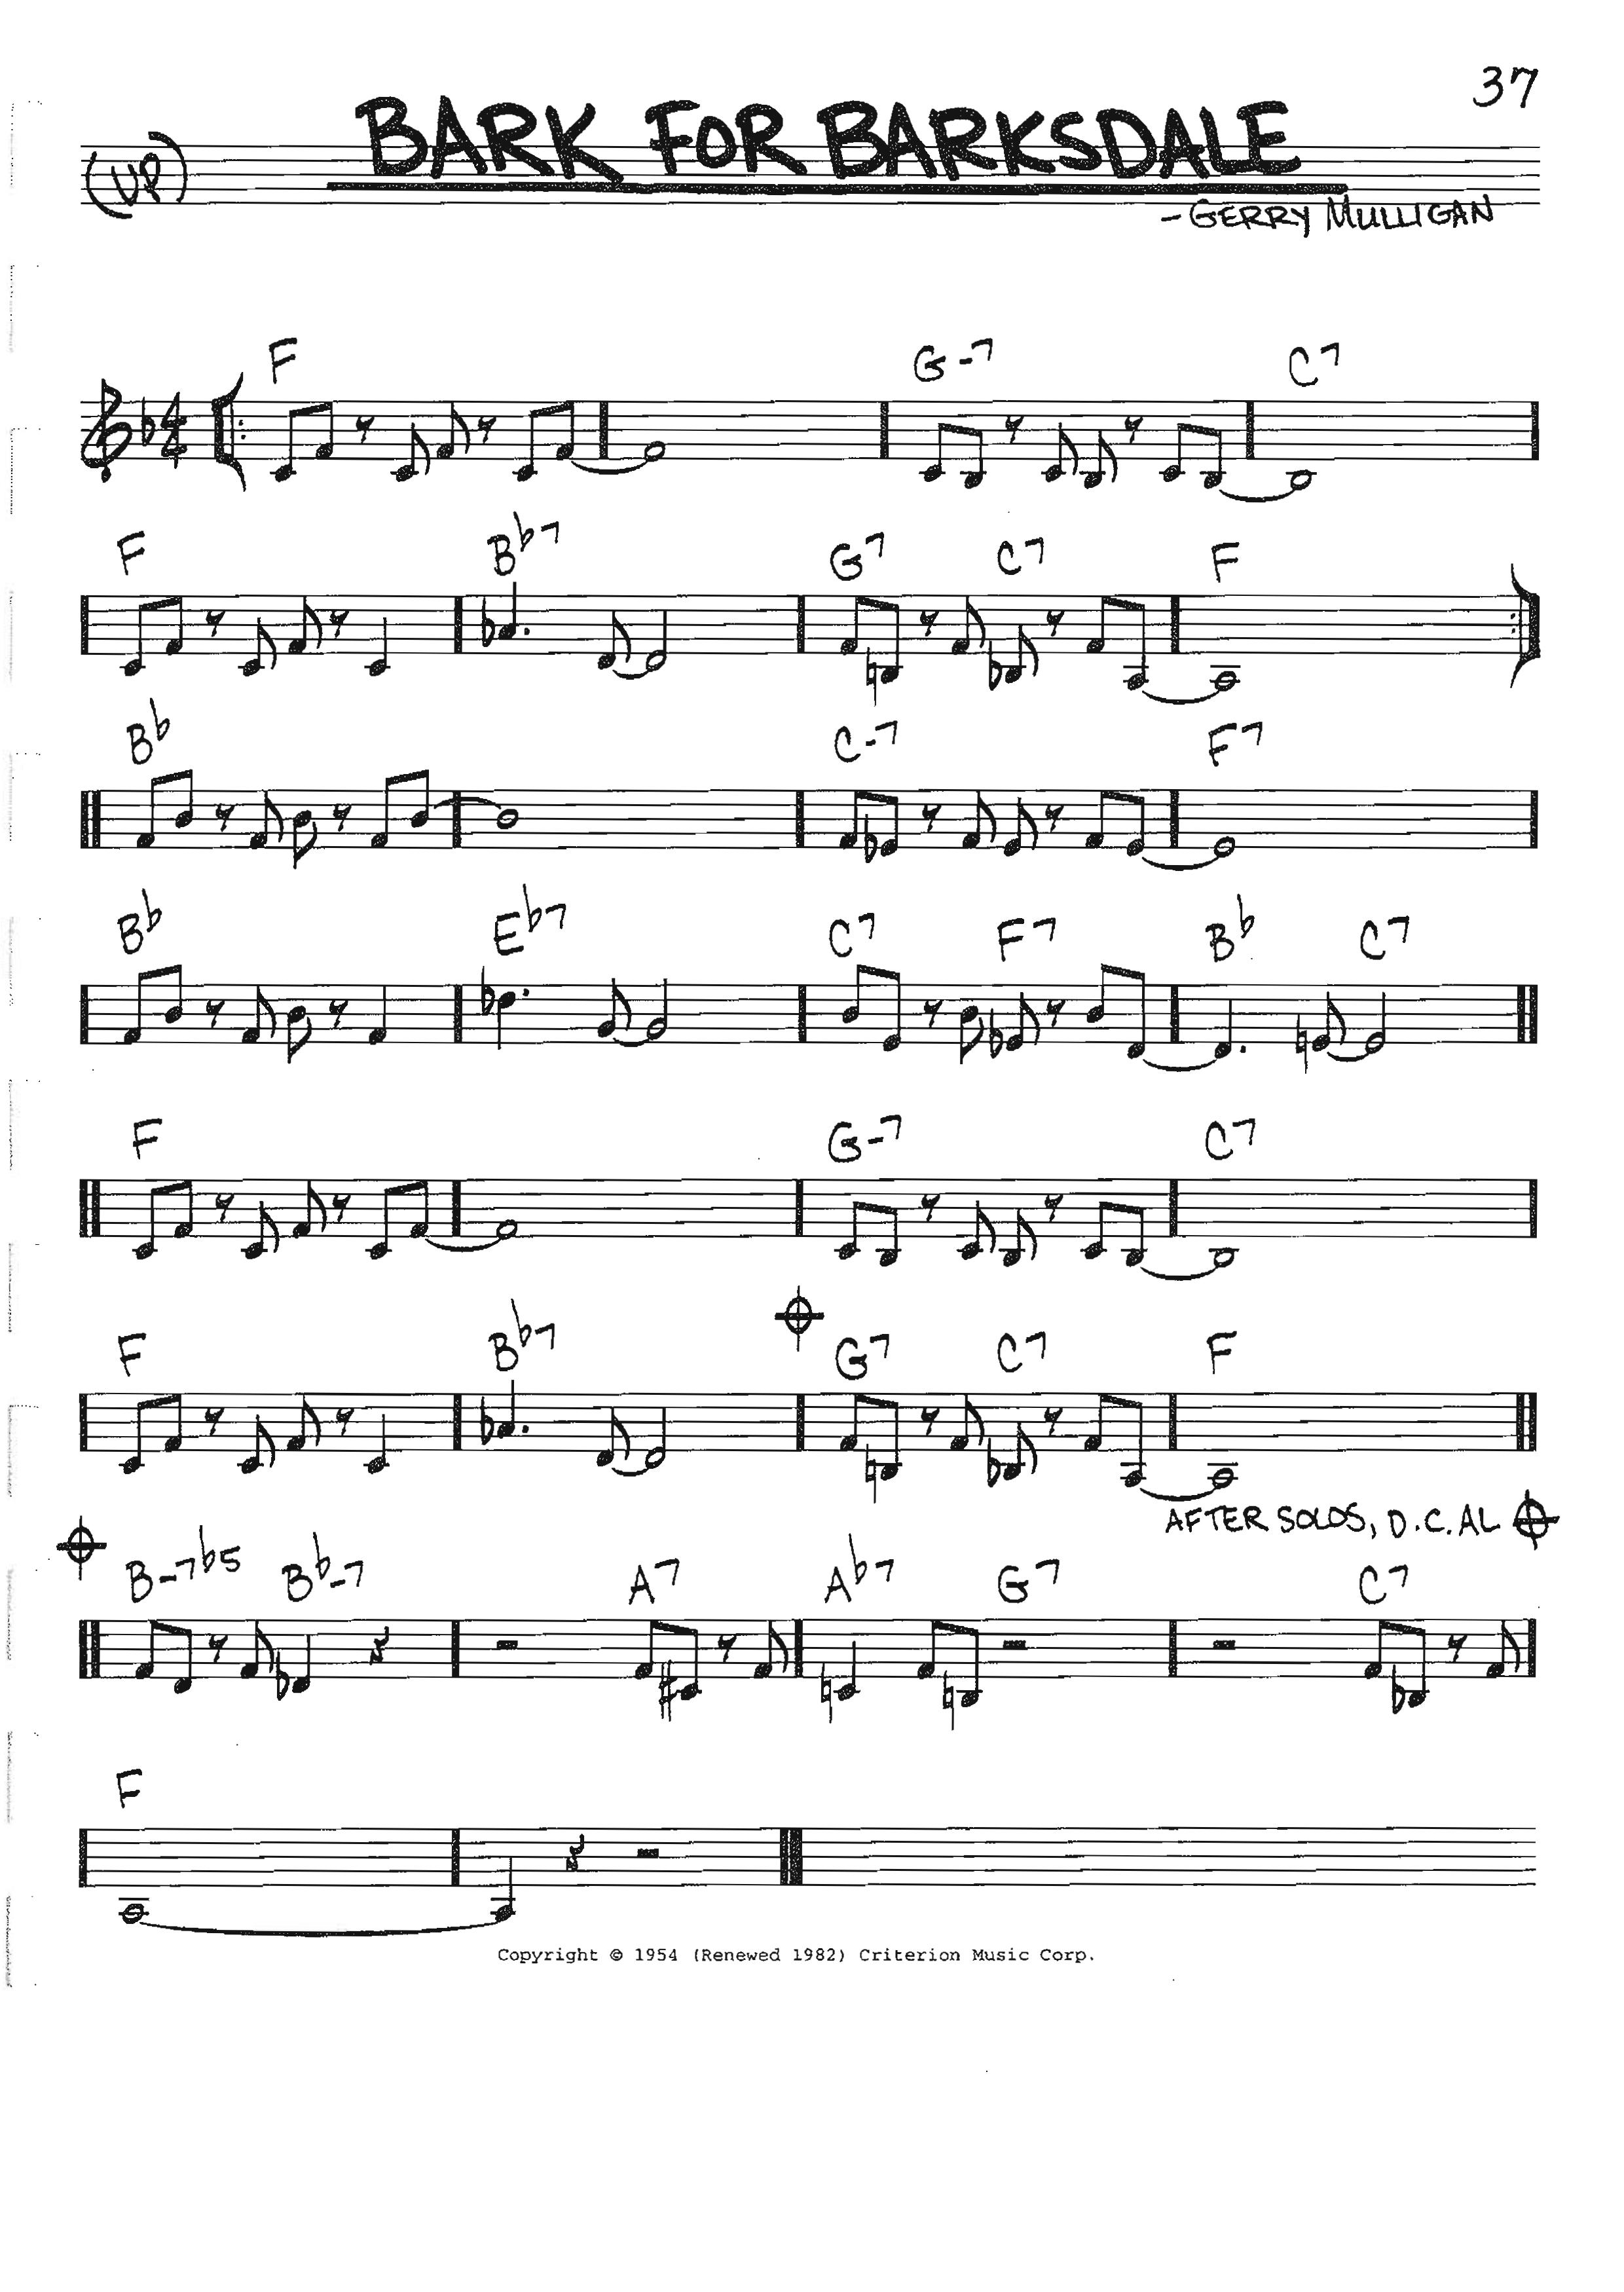 37
BARK FOR BARKSDALE
(UP)
- GERRY MULLIGAN
F G-7 C7
4
4
F B♭7 G7 C7 F
B♭ C-7 F7
B♭ E♭7 C7 F7 B♭ C7
F G-7 C7
F B♭7 G7 C7 F
AFTER SOLOS, D.C. AL
B-7♭5 B♭-7 A7 A♭7 G7 C7
F
Copyright © 1954 (Renewed 1982) Criterion Music Corp.